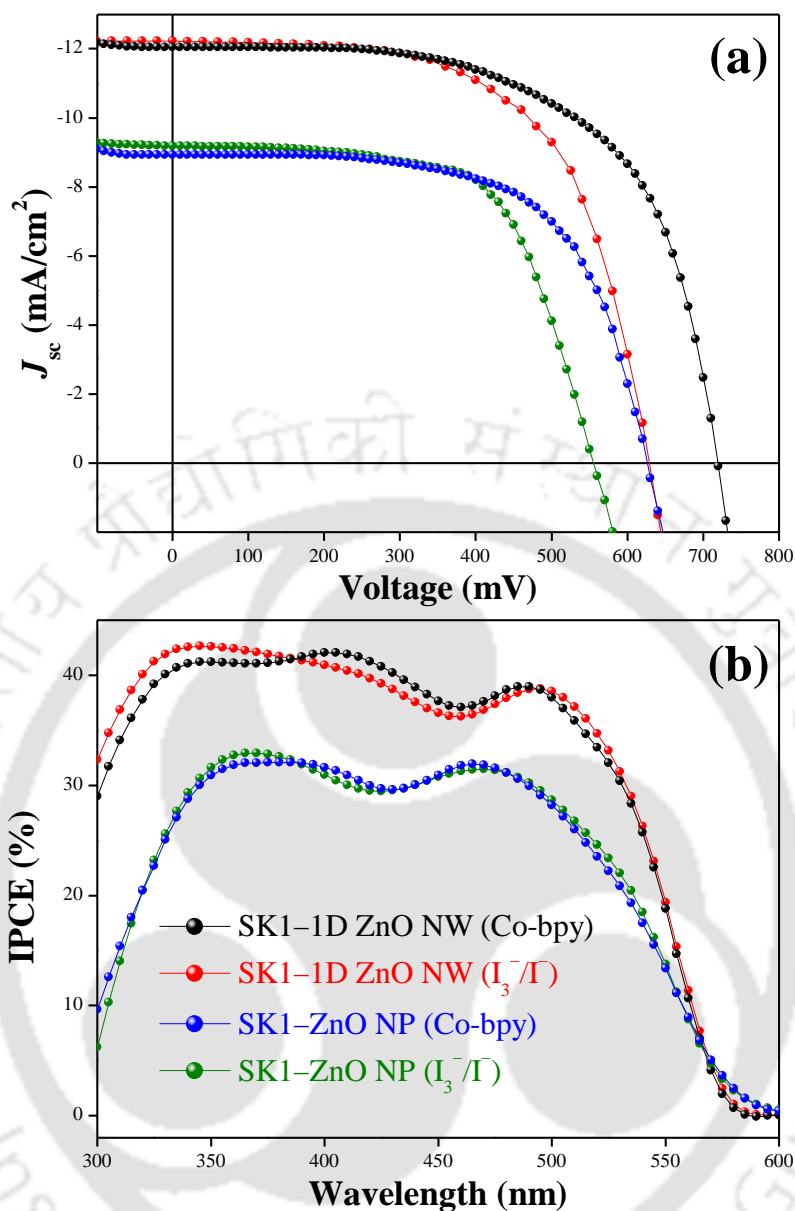 (a)
-12
-10
-8
-6
-4
-2
0
J_sc (mA/cm²)
0 100 200 300 400 500 600 700 800
Voltage (mV)
(b)
40
30
20
10
0
IPCE (%)
SK1–1D ZnO NW (Co-bpy)
SK1–1D ZnO NW (I₃⁻/I⁻)
SK1–ZnO NP (Co-bpy)
SK1–ZnO NP (I₃⁻/I⁻)
300 350 400 450 500 550 600
Wavelength (nm)